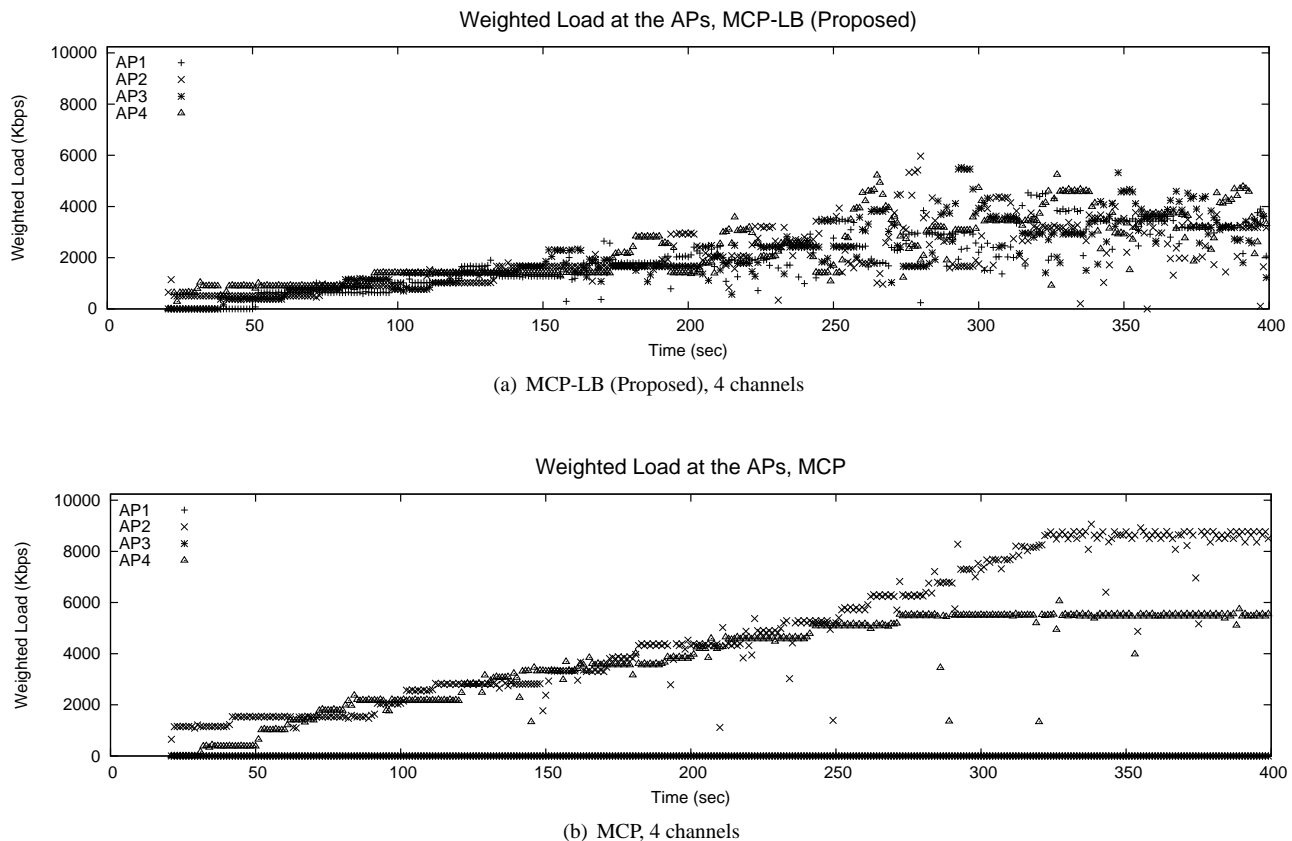 Weighted Load at the APs, MCP-LB (Proposed)
10000
8000
6000
4000
2000
0
Weighted Load (Kbps)
AP1
AP2
AP3
AP4
0 50 100 150 200 250 300 350 400
Time (sec)
(a) MCP-LB (Proposed), 4 channels
Weighted Load at the APs, MCP
10000
8000
6000
4000
2000
0
Weighted Load (Kbps)
AP1
AP2
AP3
AP4
0 50 100 150 200 250 300 350 400
Time (sec)
(b) MCP, 4 channels